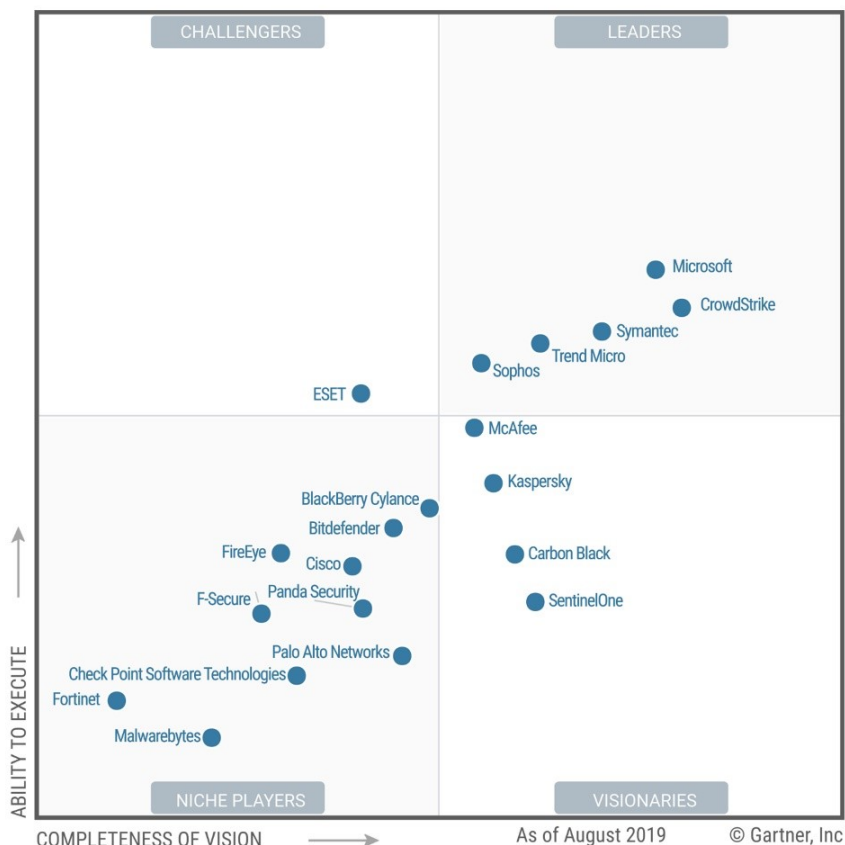 CHALLENGERS
LEADERS
Microsoft
CrowdStrike
Symantec
Trend Micro
Sophos
ESET
McAfee
Kaspersky
BlackBerry Cylance
Bitdefender
FireEye
Cisco
Carbon Black
Panda Security
F-Secure
SentinelOne
Palo Alto Networks
Check Point Software Technologies
Fortinet
Malwarebytes
NICHE PLAYERS
VISIONARIES
ABILITY TO EXECUTE
COMPLETENESS OF VISION
As of August 2019
© Gartner, Inc